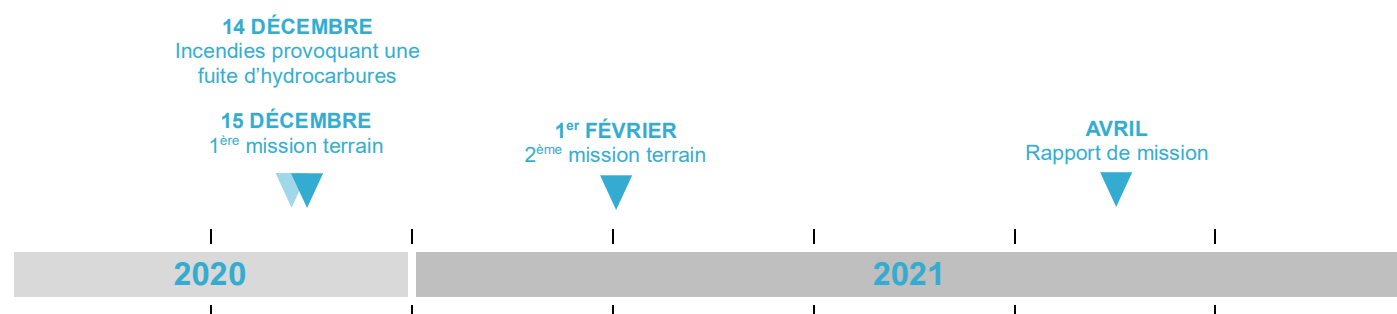 14 DÉCEMBRE
Incendies provoquant une
fuite d’hydrocarbures
15 DÉCEMBRE
1ère mission terrain
1er FÉVRIER
2ème mission terrain
AVRIL
Rapport de mission
2020
2021